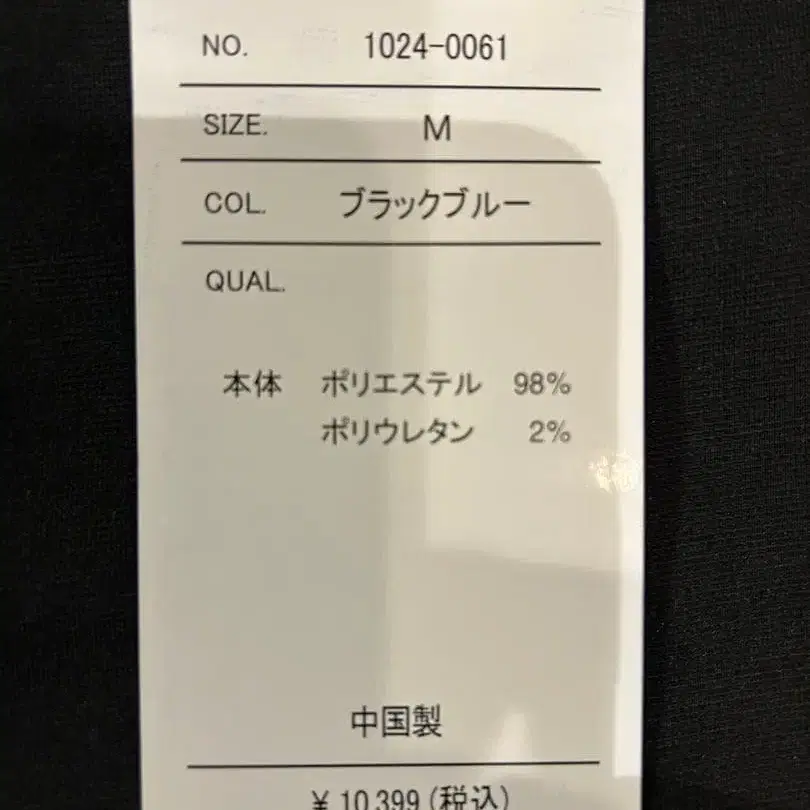 NO. 1024-0061
SIZE. M
COL. ブラックブルー
QUAL.
本体 ポリエステル 98%
ポリウレタン 2%
中国製
¥10,399(税込)